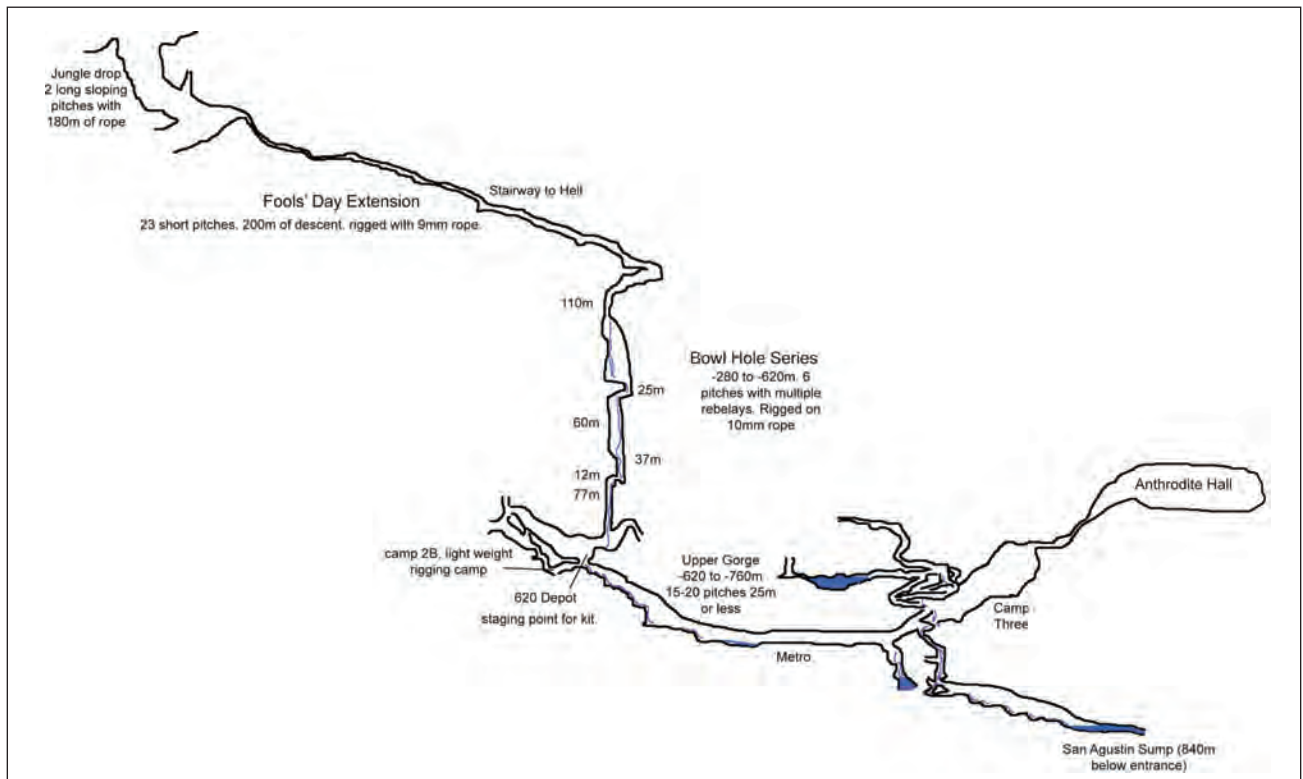 Jungle drop
2 long sloping
pitches with
180m of rope
Stairway to Hell
Fools' Day Extension
23 short pitches. 200m of descent. rigged with 9mm rope.
110m
Bowl Hole Series
-280 to -620m. 6
pitches with multiple
rebelays. Rigged on
10mm rope
25m
60m
37m
12m
77m
Anthrodite Hall
camp 2B, light weight
rigging camp
Upper Gorge
-620 to -760m
15-20 pitches 25m
or less
620 Depot
staging point for kit.
Camp
Three
Metro
San Agustin Sump (840m
below entrance)